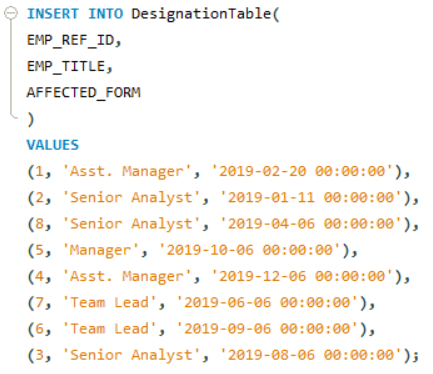 INSERT INTO DesignationTable(
EMP_REF_ID,
EMP_TITLE,
AFFECTED_FORM
)
VALUES
(1, 'Asst. Manager', '2019-02-20 00:00:00'),
(2, 'Senior Analyst', '2019-01-11 00:00:00'),
(8, 'Senior Analyst', '2019-04-06 00:00:00'),
(5, 'Manager', '2019-10-06 00:00:00'),
(4, 'Asst. Manager', '2019-12-06 00:00:00'),
(7, 'Team Lead', '2019-06-06 00:00:00'),
(6, 'Team Lead', '2019-09-06 00:00:00'),
(3, 'Senior Analyst', '2019-08-06 00:00:00');